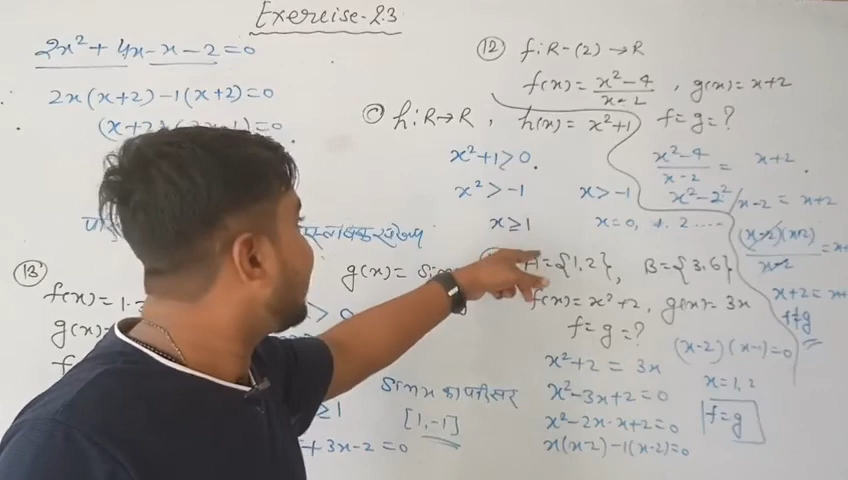 Exercise-2.3
2x²+4x-x-2=0
2x(x+2)-1(x+2)=0
(x+2)
=0
Ⓒ h:R→R, h(x)=x²+1
x²+1>0.
x²>-1 x>-1
x≥1 x=0, 1, 2 ....
⑫ f:R-(2)→R
f(x)=x²-4/x-2, g(x)=x+2
f=g=?
x²-4/x-2= x+2.
x²-2²/x-2=x+2
(x-2)(x+2)/x-2=x+
x+2=x+
f≠g
A={1,2}, B={3,6}
f(x)=x²+2, g(x)=3x
f=g=?
x²+2=3x
x²-3x+2=0
x²-2x-x+2=0
x(x-2)-1(x-2)=0
(x-2)(x-1)=0
x=1,2
f=g
⑬
f(x)=1
g(x)=
g(x)=
>0
sinx का परिसर
[1,-1]
≥1
+3x-2=0